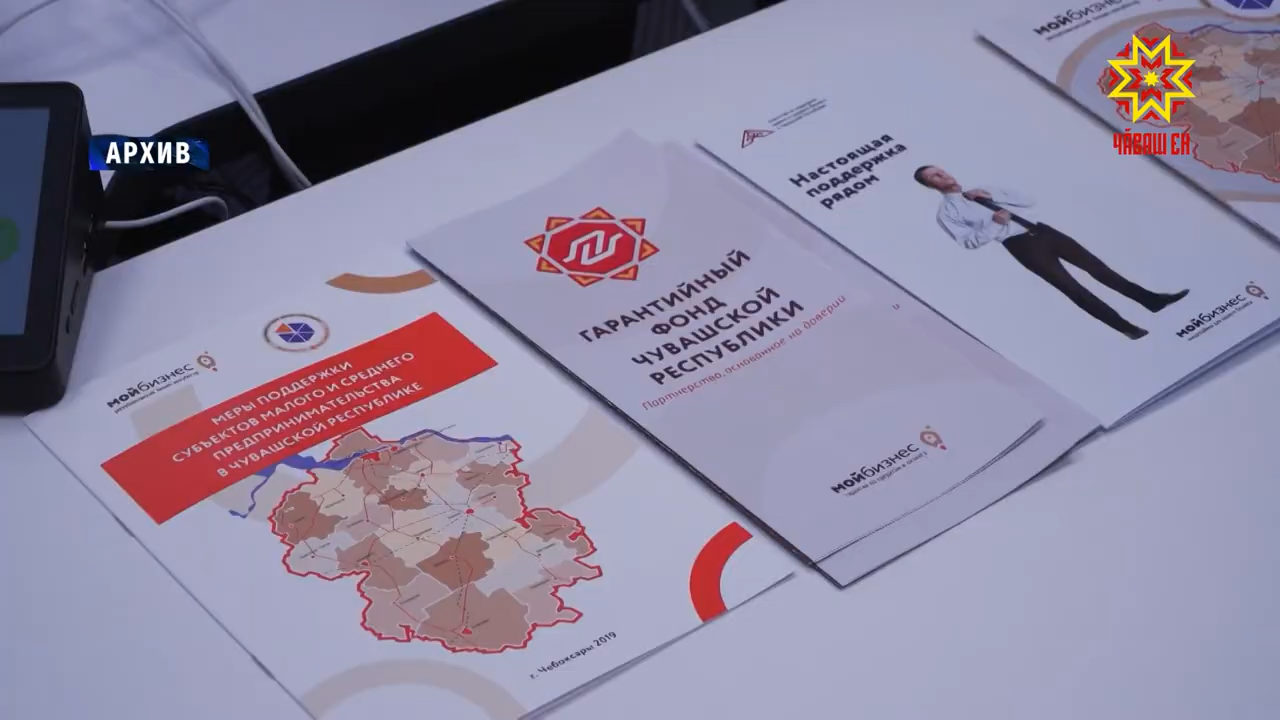 АРХИВ
ЧӐВАШ ЕН
мойбизнес
МЕРЫ ПОДДЕРЖКИ
СУБЪЕКТОВ МАЛОГО И СРЕДНЕГО
ПРЕДПРИНИМАТЕЛЬСТВА
В ЧУВАШСКОЙ РЕСПУБЛИКЕ
г. Чебоксары 2019
ГАРАНТИЙНЫЙ
ФОНД
ЧУВАШСКОЙ
РЕСПУБЛИКИ
Партнерство, основанное на доверии
мойбизнес
Настоящая
поддержка
рядом
мойбизнес
мойбизнес